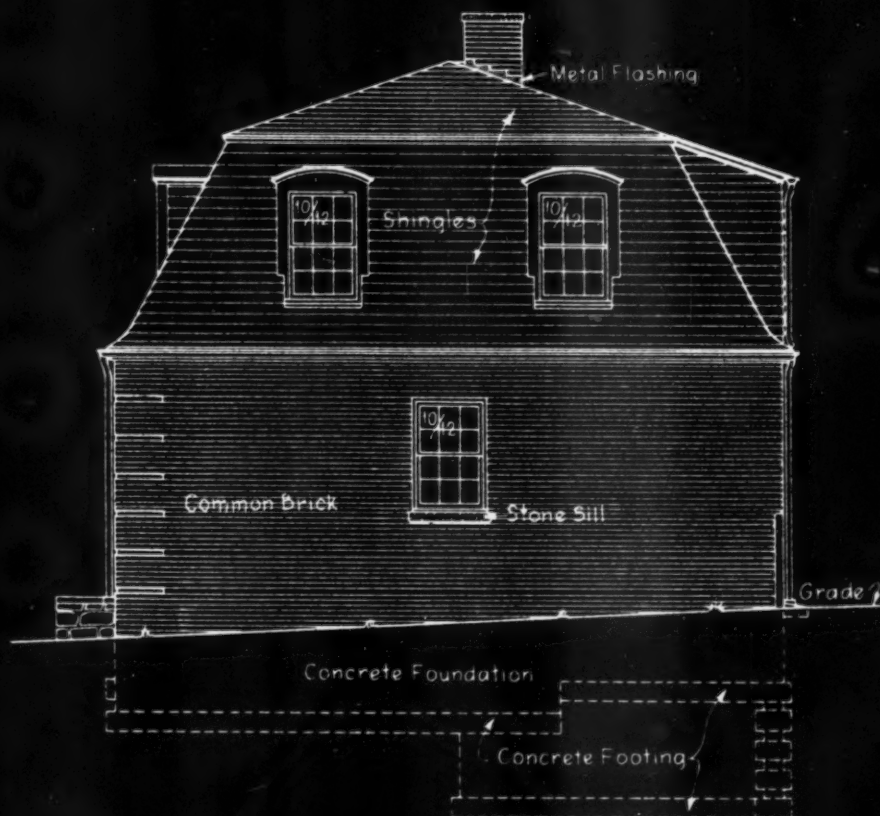 Metal Flashing
10/12
Shingles
10/12
10/12
Common Brick
Stone Sill
Grade
Concrete Foundation
Concrete Footing